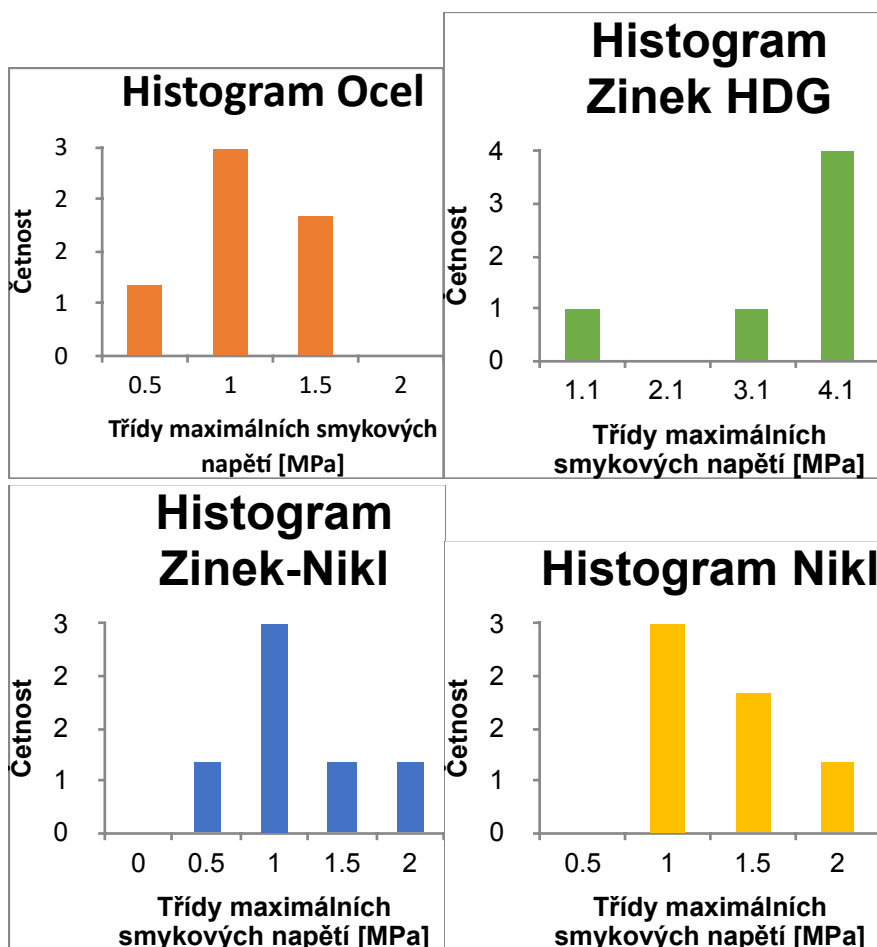 Histogram Ocel
3
2
2
1
0
Četnost
0.5 1 1.5 2
Třídy maximálních smykových
napětí [MPa]
Histogram
Zinek HDG
4
3
2
1
0
Četnost
1.1 2.1 3.1 4.1
Třídy maximálních
smykových napětí [MPa]
Histogram
Zinek-Nikl
3
2
2
1
0
Četnost
0 0.5 1 1.5 2
Třídy maximálních
smykových napětí [MPa]
Histogram Nikl
3
2
2
1
0
Četnost
0.5 1 1.5 2
Třídy maximálních
smykových napětí [MPa]